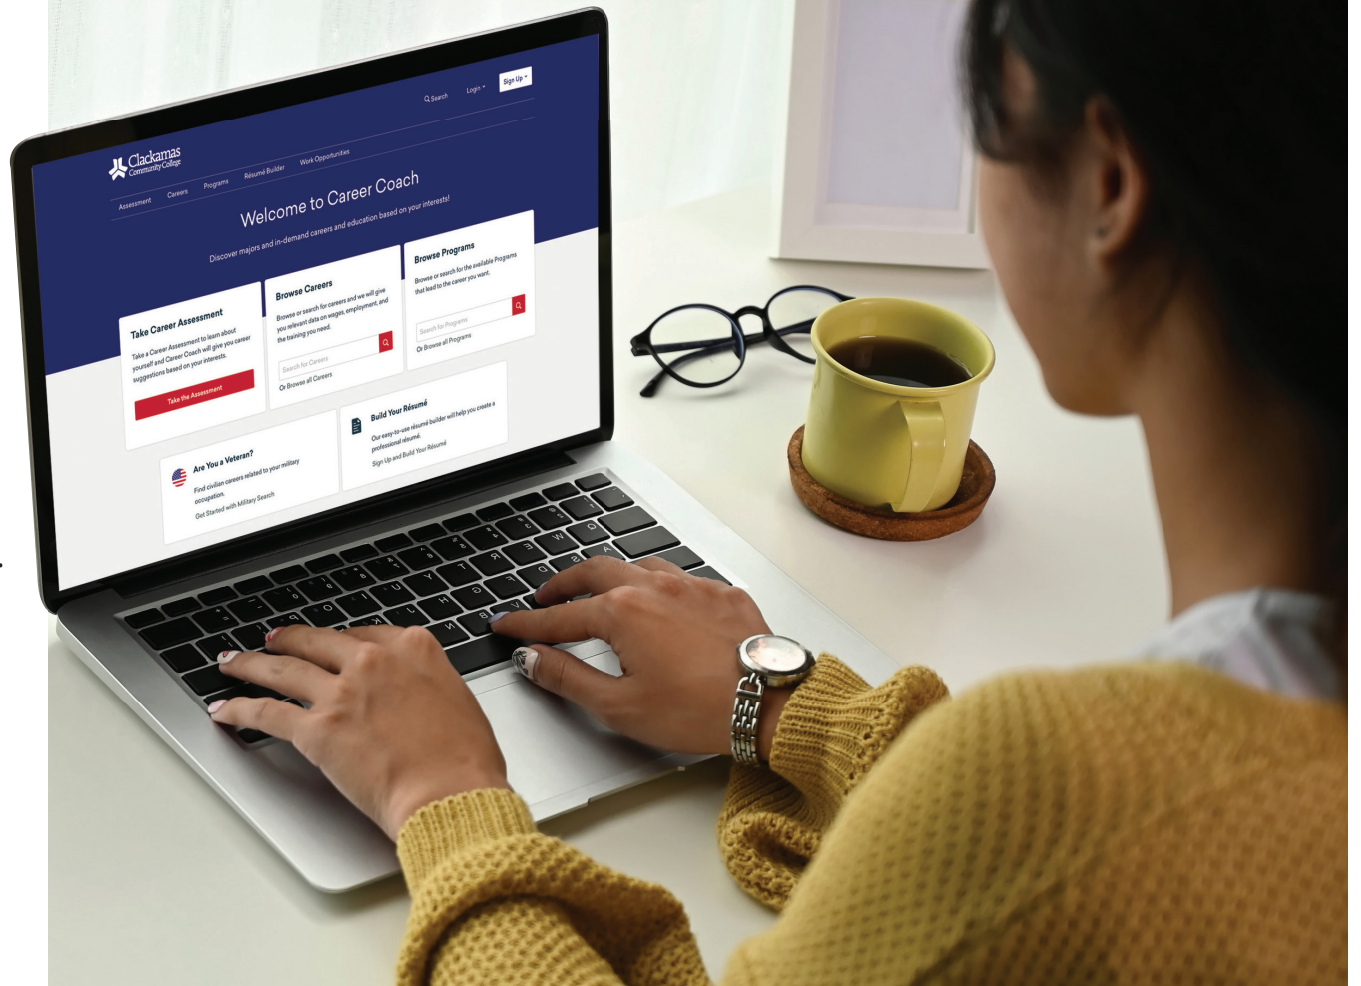 Search
Login
Sign Up
Clackamas
Community College
Assessment
Careers
Programs
Résumé Builder
Work Opportunities
Welcome to Career Coach
Discover majors and in-demand careers and education based on your interests!
Take Career Assessment
Take a Career Assessment to learn about
yourself and Career Coach will give you career
suggestions based on your interests.
Take the Assessment
Browse Careers
Browse or search for careers and we will give
you relevant data on wages, employment, and
the training you need.
Search for Careers
Or Browse all Careers
Browse Programs
Browse or search for the available Programs
that lead to the career you want.
Search for Programs
Or Browse all Programs
Are You a Veteran?
Find civilian careers related to your military
occupation.
Get Started with Military Search
Build Your Résumé
Our easy-to-use résumé builder will help you create a
professional résumé.
Sign Up and Build Your Résumé